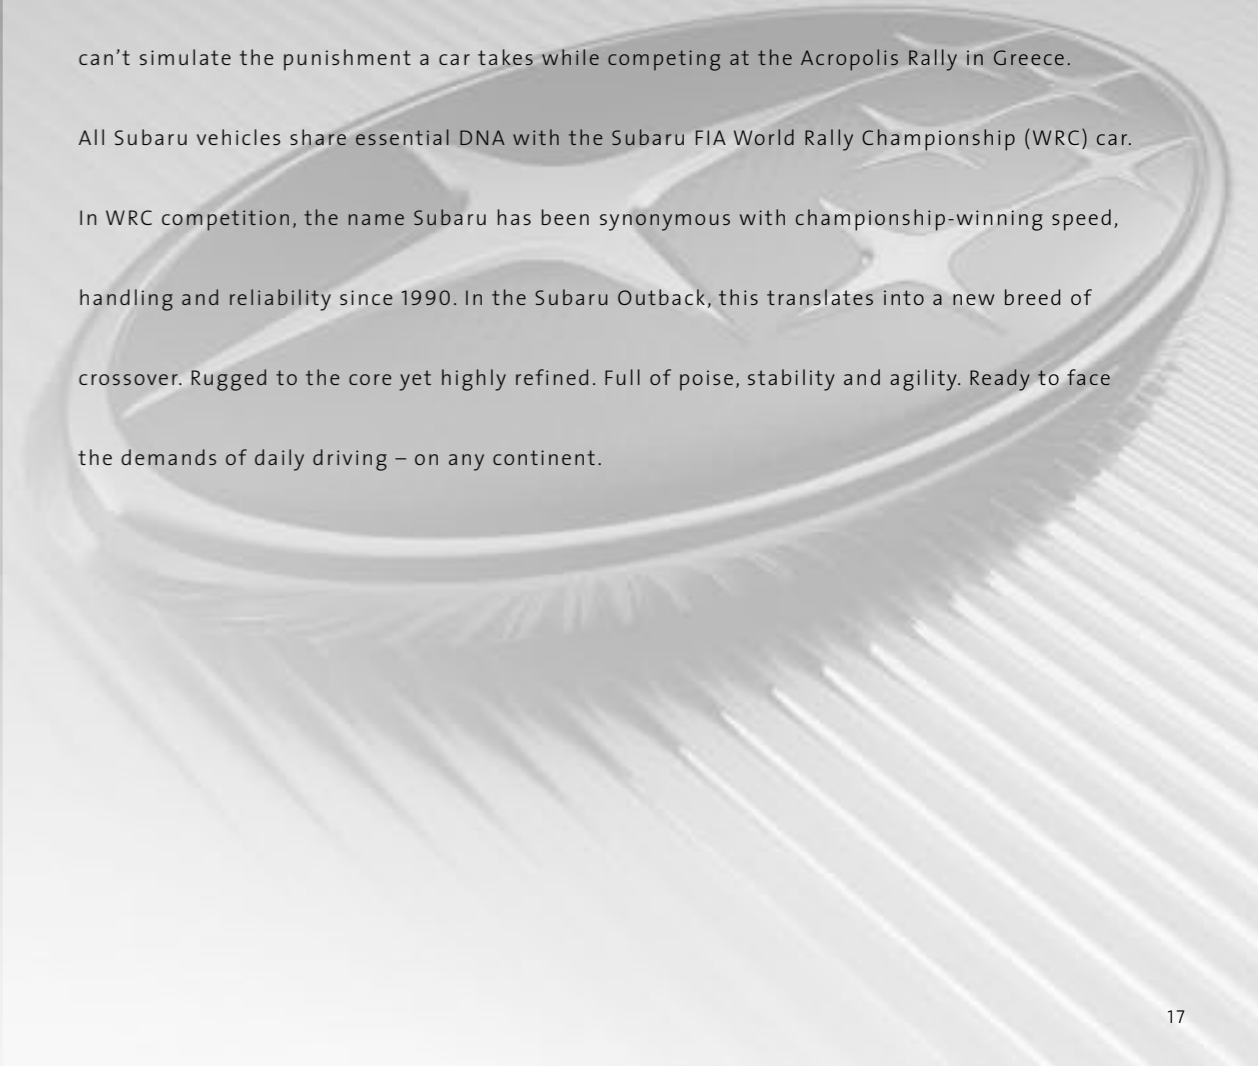 can’t simulate the punishment a car takes while competing at the Acropolis Rally in Greece.
All Subaru vehicles share essential DNA with the Subaru FIA World Rally Championship (WRC) car.
In WRC competition, the name Subaru has been synonymous with championship-winning speed,
handling and reliability since 1990. In the Subaru Outback, this translates into a new breed of
crossover. Rugged to the core yet highly refined. Full of poise, stability and agility. Ready to face
the demands of daily driving – on any continent.
17